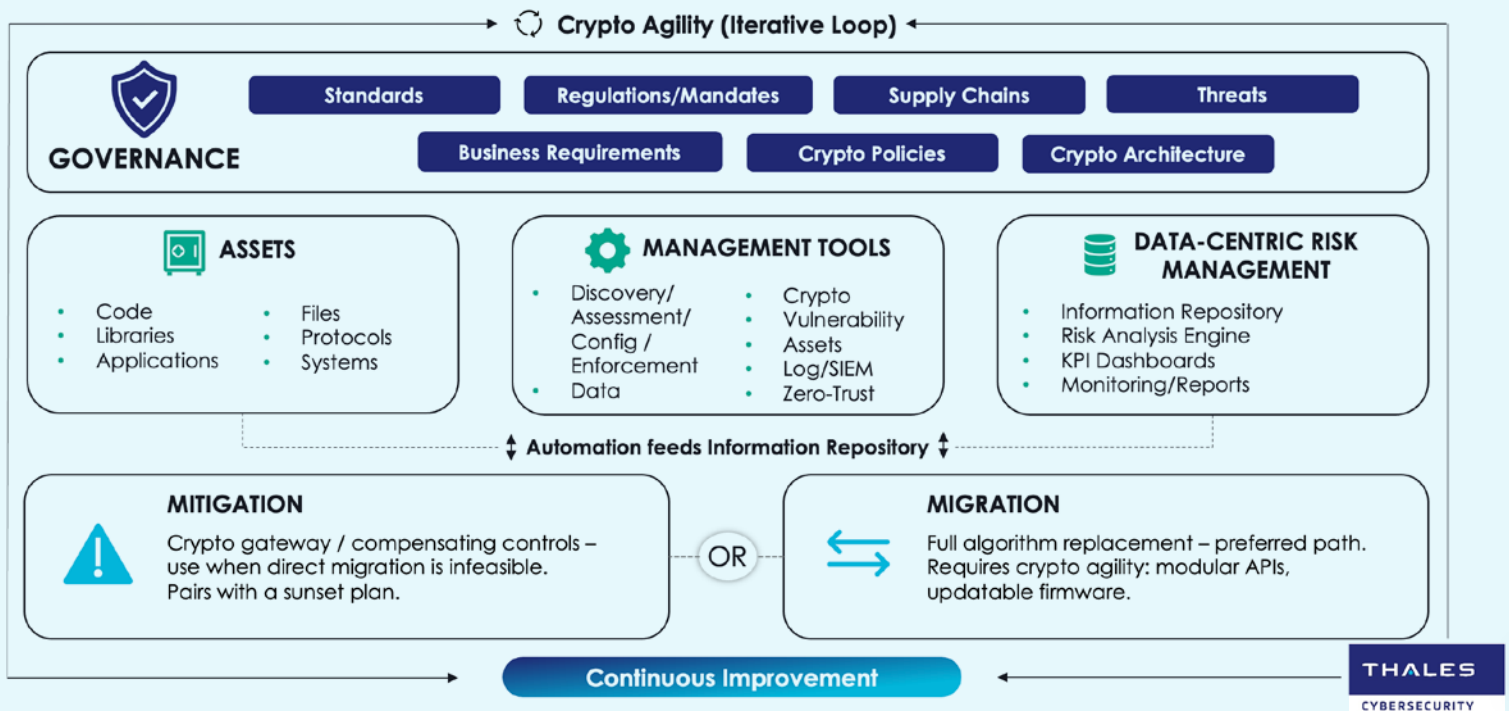 Crypto Agility (Iterative Loop)
GOVERNANCE
Standards
Regulations/Mandates
Supply Chains
Threats
Business Requirements
Crypto Policies
Crypto Architecture
ASSETS
• Code
• Libraries
• Applications
• Files
• Protocols
• Systems
MANAGEMENT TOOLS
• Discovery/
Assessment/
Config /
Enforcement
• Data
• Crypto
• Vulnerability
• Assets
• Log/SIEM
• Zero-Trust
DATA-CENTRIC RISK
MANAGEMENT
• Information Repository
• Risk Analysis Engine
• KPI Dashboards
• Monitoring/Reports
Automation feeds Information Repository
MITIGATION
Crypto gateway / compensating controls –
use when direct migration is infeasible.
Pairs with a sunset plan.
OR
MIGRATION
Full algorithm replacement – preferred path.
Requires crypto agility: modular APIs,
updatable firmware.
Continuous Improvement
THALES
CYBERSECURITY